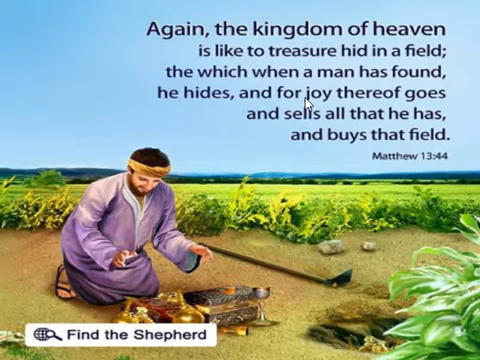 Again, the kingdom of heaven
is like to treasure hid in a field;
the which when a man has found,
he hides, and for joy thereof goes
and sells all that he has,
and buys that field.
Matthew 13:44
Find the Shepherd